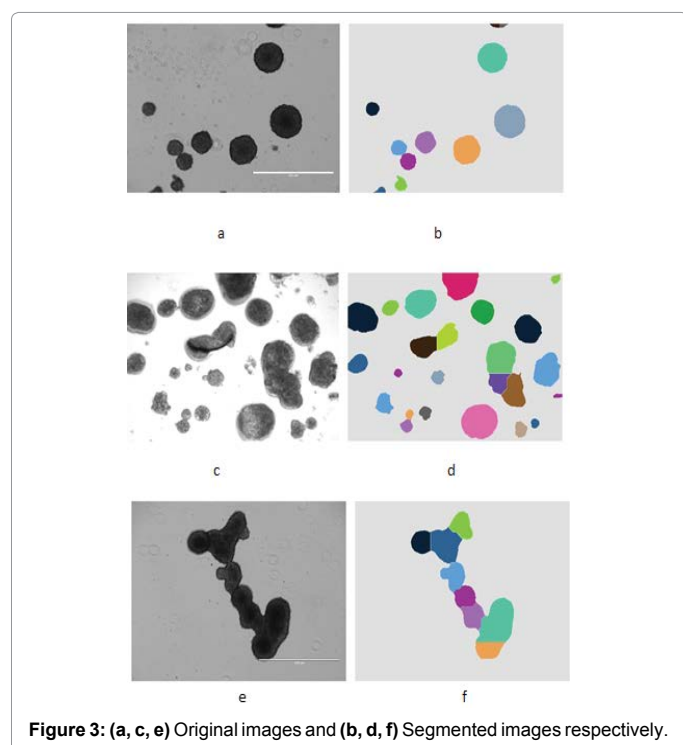 a
b
c
d
e
f
Figure 3: (a, c, e) Original images and (b, d, f) Segmented images respectively.